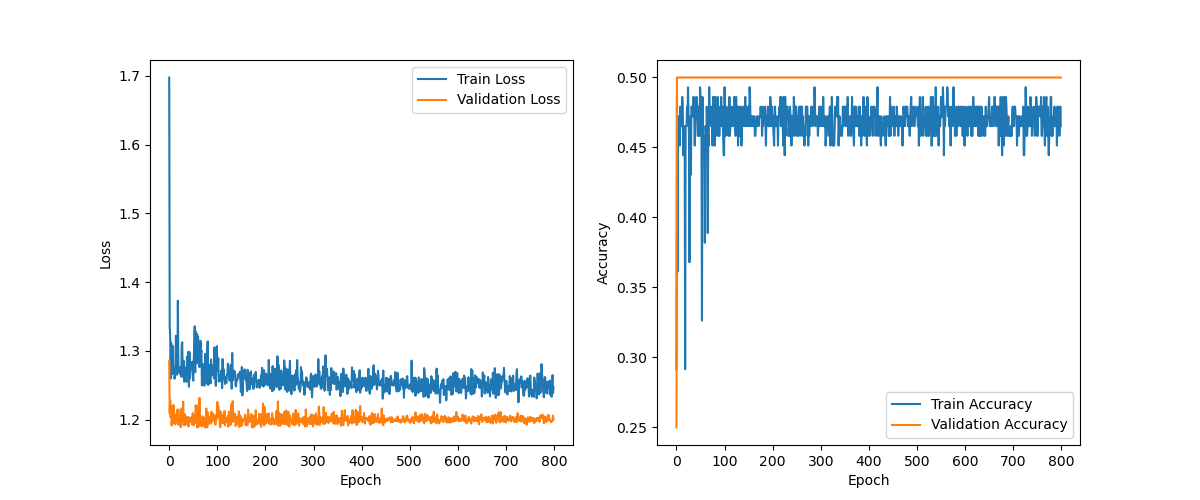 1.7
1.6
1.5
1.4
1.3
1.2
Loss
0 100 200 300 400 500 600 700 800
Epoch
Train Loss
Validation Loss
0.50
0.45
0.40
0.35
0.30
0.25
Accuracy
0 100 200 300 400 500 600 700 800
Epoch
Train Accuracy
Validation Accuracy